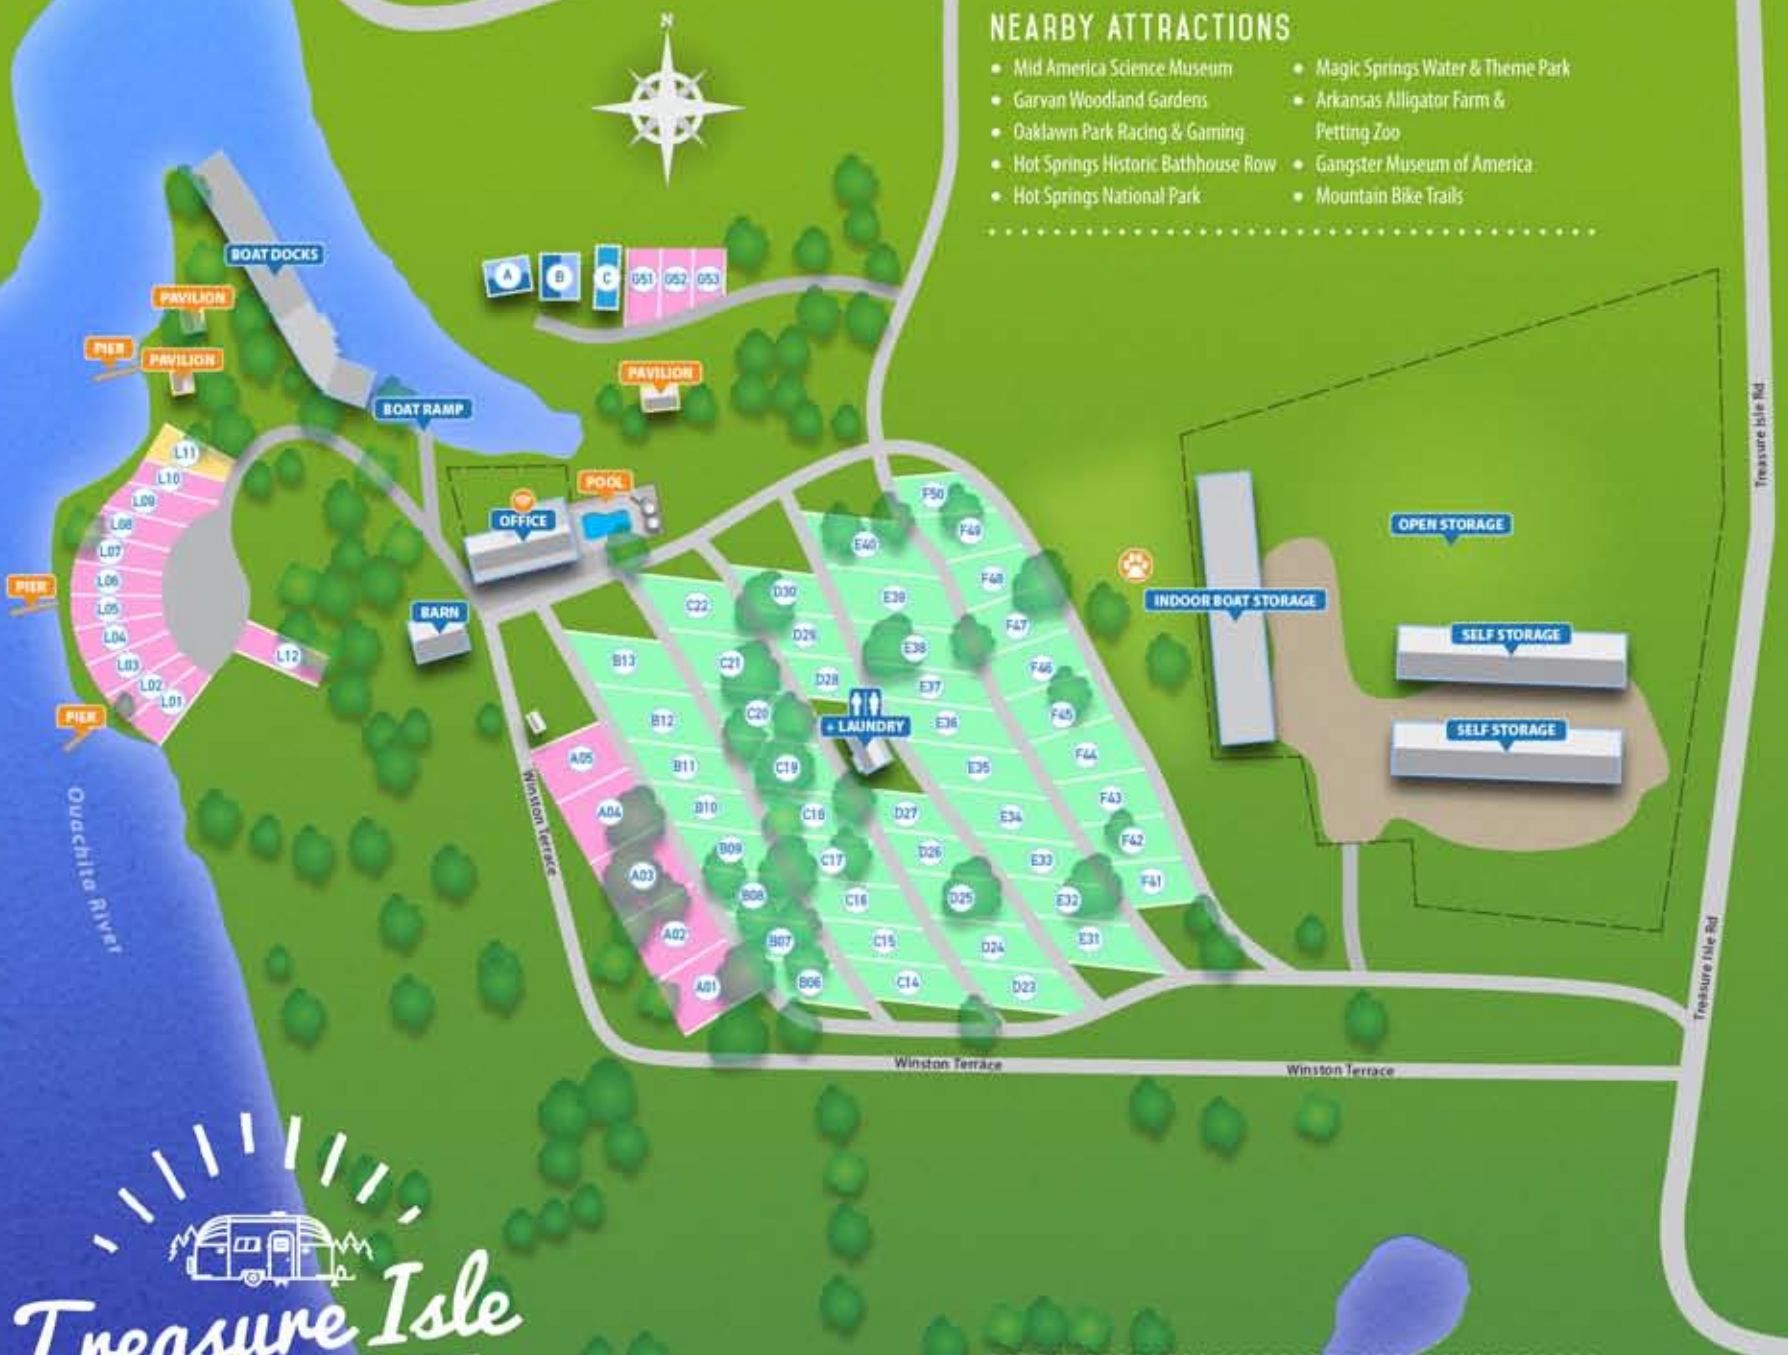 N
NEARBY ATTRACTIONS
• Mid America Science Museum
• Garvan Woodland Gardens
• Oaklawn Park Racing & Gaming
• Hot Springs Historic Bathhouse Row
• Hot Springs National Park
• Magic Springs Water & Theme Park
• Arkansas Alligator Farm &
Petting Zoo
• Gangster Museum of America
• Mountain Bike Trails
BOAT DOCKS
PAVILION
PIER
PAVILION
A
B
C
G51
G52
G53
PAVILION
BOAT RAMP
L11
L10
L09
L08
L07
L06
L05
L04
L03
L02
L01
L12
PIER
PIER
POOL
OFFICE
BARN
Ouachita River
Winston Terrace
A05
A04
A03
A02
A01
B13
B12
B11
B10
B09
B08
B07
B06
C22
C21
C20
C19
C18
C17
C16
C15
C14
D30
D29
D28
+ LAUNDRY
D27
D26
D25
D24
D23
E40
E39
E38
E37
E36
E35
E34
E33
E32
E31
F50
F49
F48
F47
F46
F45
F44
F43
F42
F41
OPEN STORAGE
INDOOR BOAT STORAGE
SELF STORAGE
SELF STORAGE
Treasure Isle Rd
Treasure Isle Rd
Winston Terrace
Winston Terrace
Treasure Isle